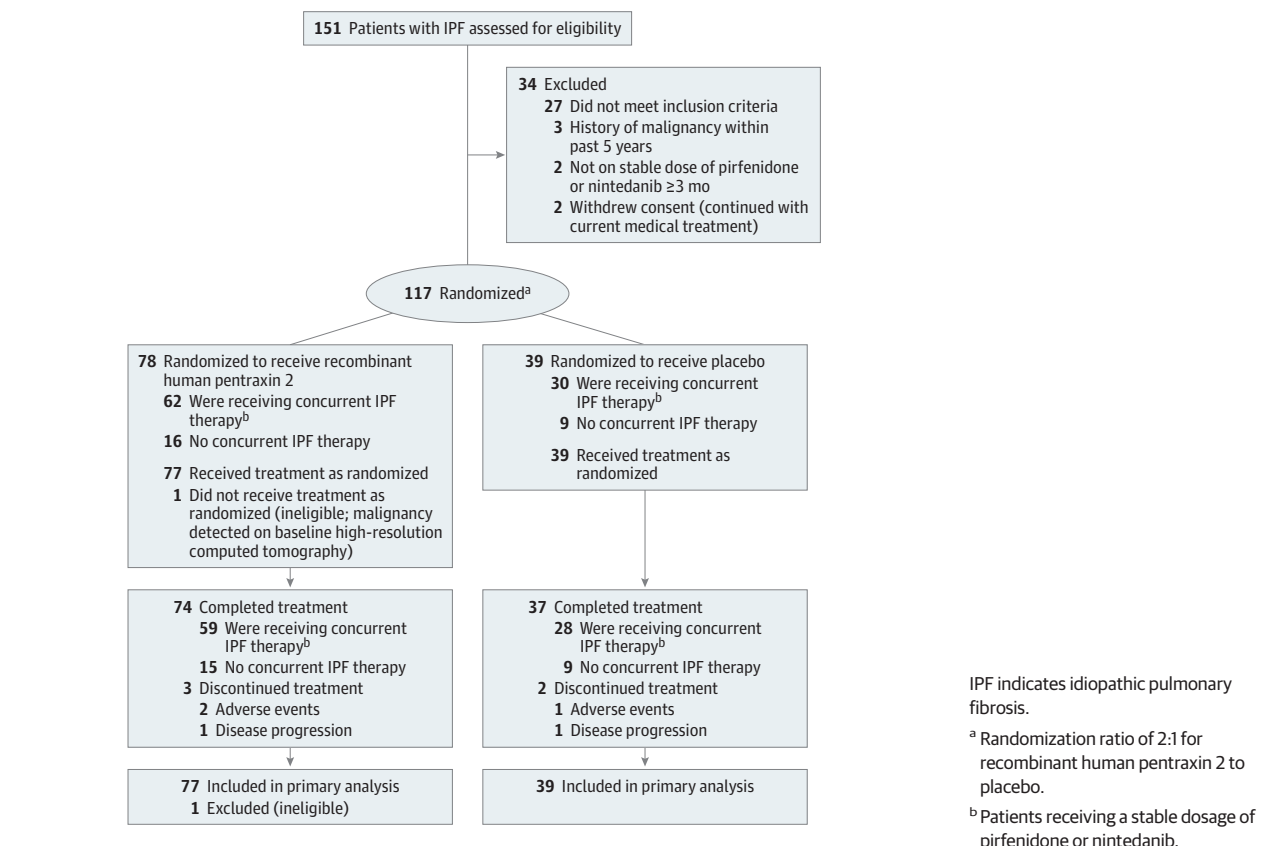 151 Patients with IPF assessed for eligibility
34 Excluded
27 Did not meet inclusion criteria
3 History of malignancy within
past 5 years
2 Not on stable dose of pirfenidone
or nintedanib ≥3 mo
2 Withdrew consent (continued with
current medical treatment)
117 Randomizedᵃ
78 Randomized to receive recombinant
human pentraxin 2
62 Were receiving concurrent IPF
therapyᵇ
16 No concurrent IPF therapy
77 Received treatment as randomized
1 Did not receive treatment as
randomized (ineligible; malignancy
detected on baseline high-resolution
computed tomography)
39 Randomized to receive placebo
30 Were receiving concurrent
IPF therapyᵇ
9 No concurrent IPF therapy
39 Received treatment as
randomized
74 Completed treatment
59 Were receiving concurrent
IPF therapyᵇ
15 No concurrent IPF therapy
3 Discontinued treatment
2 Adverse events
1 Disease progression
37 Completed treatment
28 Were receiving concurrent
IPF therapyᵇ
9 No concurrent IPF therapy
2 Discontinued treatment
1 Adverse events
1 Disease progression
77 Included in primary analysis
1 Excluded (ineligible)
39 Included in primary analysis
IPF indicates idiopathic pulmonary
fibrosis.
ᵃ Randomization ratio of 2:1 for
recombinant human pentraxin 2 to
placebo.
ᵇ Patients receiving a stable dosage of
pirfenidone or nintedanib.